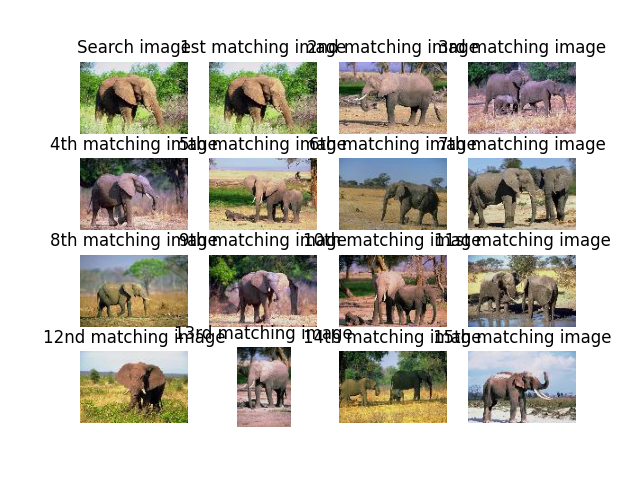 Search image
1st matching image
2nd matching image
3rd matching image
4th matching image
5th matching image
6th matching image
7th matching image
8th matching image
9th matching image
10th matching image
11st matching image
12nd matching image
13rd matching image
14th matching image
15th matching image